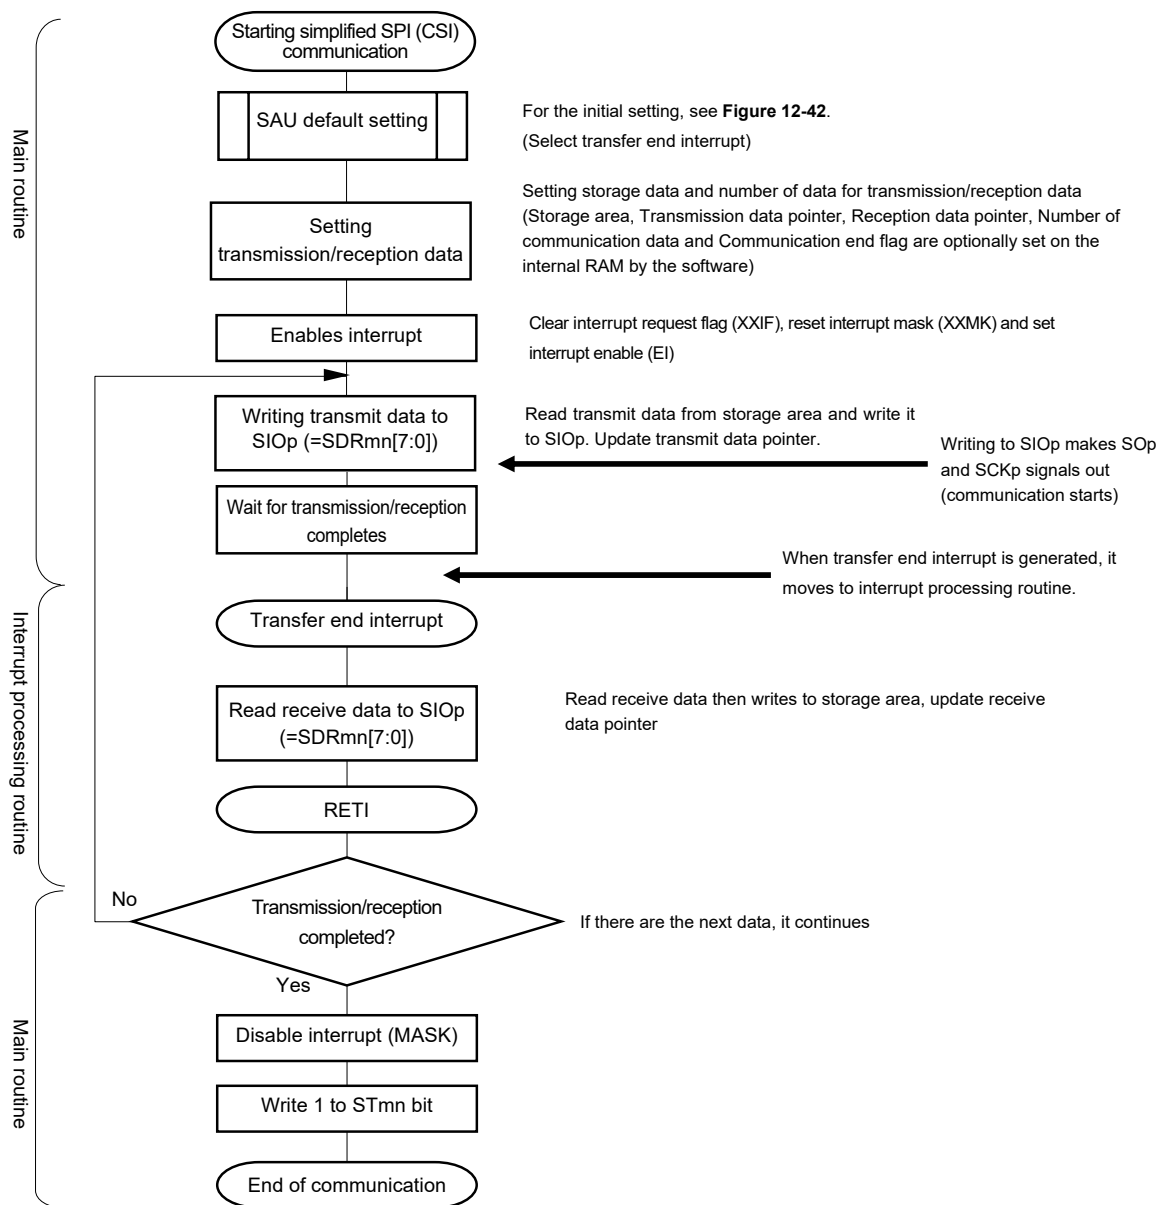 Starting simplified SPI (CSI)
communication
Main routine
SAU default setting
For the initial setting, see Figure 12-42.
(Select transfer end interrupt)
Setting
transmission/reception data
Setting storage data and number of data for transmission/reception data
(Storage area, Transmission data pointer, Reception data pointer, Number of
communication data and Communication end flag are optionally set on the
internal RAM by the software)
Enables interrupt
Clear interrupt request flag (XXIF), reset interrupt mask (XXMK) and set
interrupt enable (EI)
Writing transmit data to
SIOp (=SDRmn[7:0])
Read transmit data from storage area and write it
to SIOp. Update transmit data pointer.
Writing to SIOp makes SOp
and SCKp signals out
(communication starts)
Wait for transmission/reception
completes
When transfer end interrupt is generated, it
moves to interrupt processing routine.
Interrupt processing routine
Transfer end interrupt
Read receive data to SIOp
(=SDRmn[7:0])
Read receive data then writes to storage area, update receive
data pointer
RETI
No
Transmission/reception
completed?
If there are the next data, it continues
Yes
Main routine
Disable interrupt (MASK)
Write 1 to STmn bit
End of communication